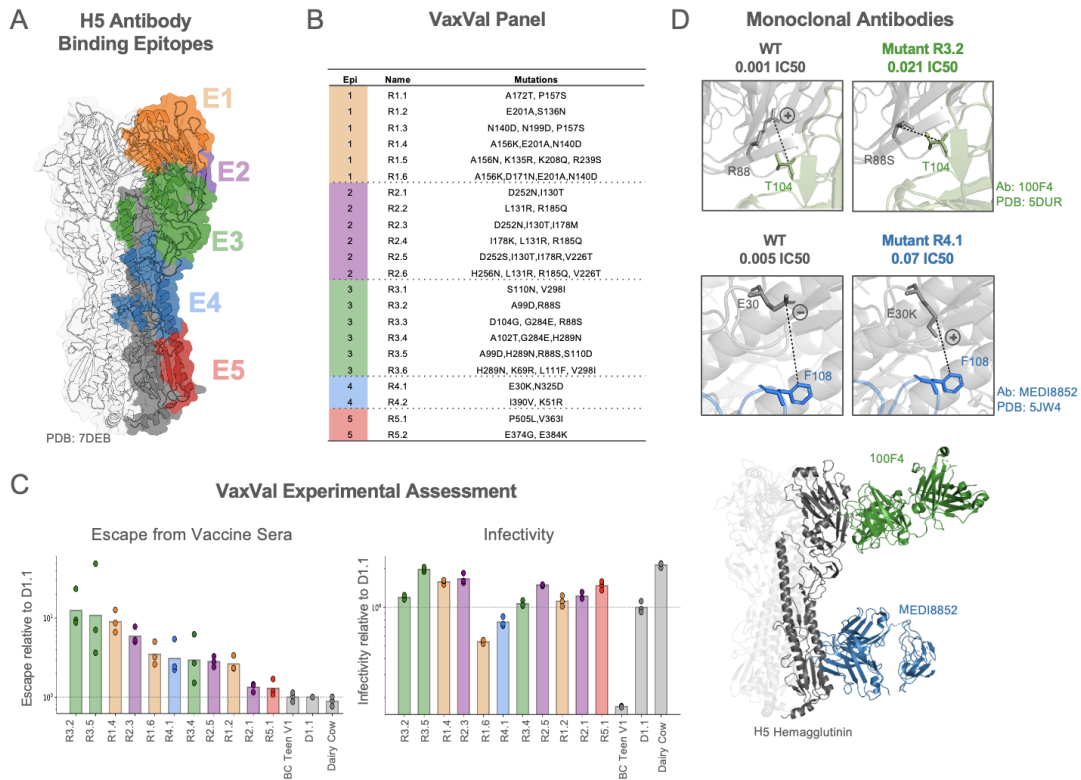 A
H5 Antibody
Binding Epitopes
E1
E2
E3
E4
E5
PDB: 7DEB
B
VaxVal Panel
Epi Name Mutations
1 R1.1 A172T, P157S
1 R1.2 E201A,S136N
1 R1.3 N140D, N199D, P157S
1 R1.4 A156K,E201A,N140D
1 R1.5 A156N, K135R, K208Q, R239S
1 R1.6 A156K,D171N,E201A,N140D
2 R2.1 D252N,I130T
2 R2.2 L131R, R185Q
2 R2.3 D252N,I130T,I178M
2 R2.4 I178K, L131R, R185Q
2 R2.5 D252S,I130T,I178R,V226T
2 R2.6 H256N, L131R, R185Q, V226T
3 R3.1 S110N, V298I
3 R3.2 A99D,R88S
3 R3.3 D104G, G284E, R88S
3 R3.4 A102T,G284E,H289N
3 R3.5 A99D,H289N,R88S,S110D
3 R3.6 H289N, K69R, L111F, V298I
4 R4.1 E30K,N325D
4 R4.2 I390V, K51R
5 R5.1 P505L,V363I
5 R5.2 E374G, E384K
C
VaxVal Experimental Assessment
Escape from Vaccine Sera
Escape relative to D1.1
10¹
10⁰
R3.2 R3.5 R1.4 R2.3 R1.6 R4.1 R3.4 R2.5 R1.2 R2.1 R5.1 BC Teen V1 D1.1 Dairy Cow
Infectivity
Infectivity relative to D1.1
10⁰
R3.2 R3.5 R1.4 R2.3 R1.6 R4.1 R3.4 R2.5 R1.2 R2.1 R5.1 BC Teen V1 D1.1 Dairy Cow
D
Monoclonal Antibodies
WT
0.001 IC50
Mutant R3.2
0.021 IC50
+
R88
T104
R88S
T104
Ab: 100F4
PDB: 5DUR
WT
0.005 IC50
Mutant R4.1
0.07 IC50
E30
−
F108
E30K
+
F108
Ab: MEDI8852
PDB: 5JW4
100F4
MEDI8852
H5 Hemagglutinin